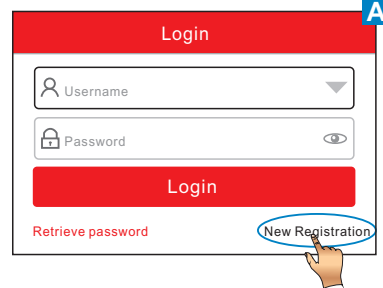 A
Login
Username
Password
Login
Retrieve password New Registration